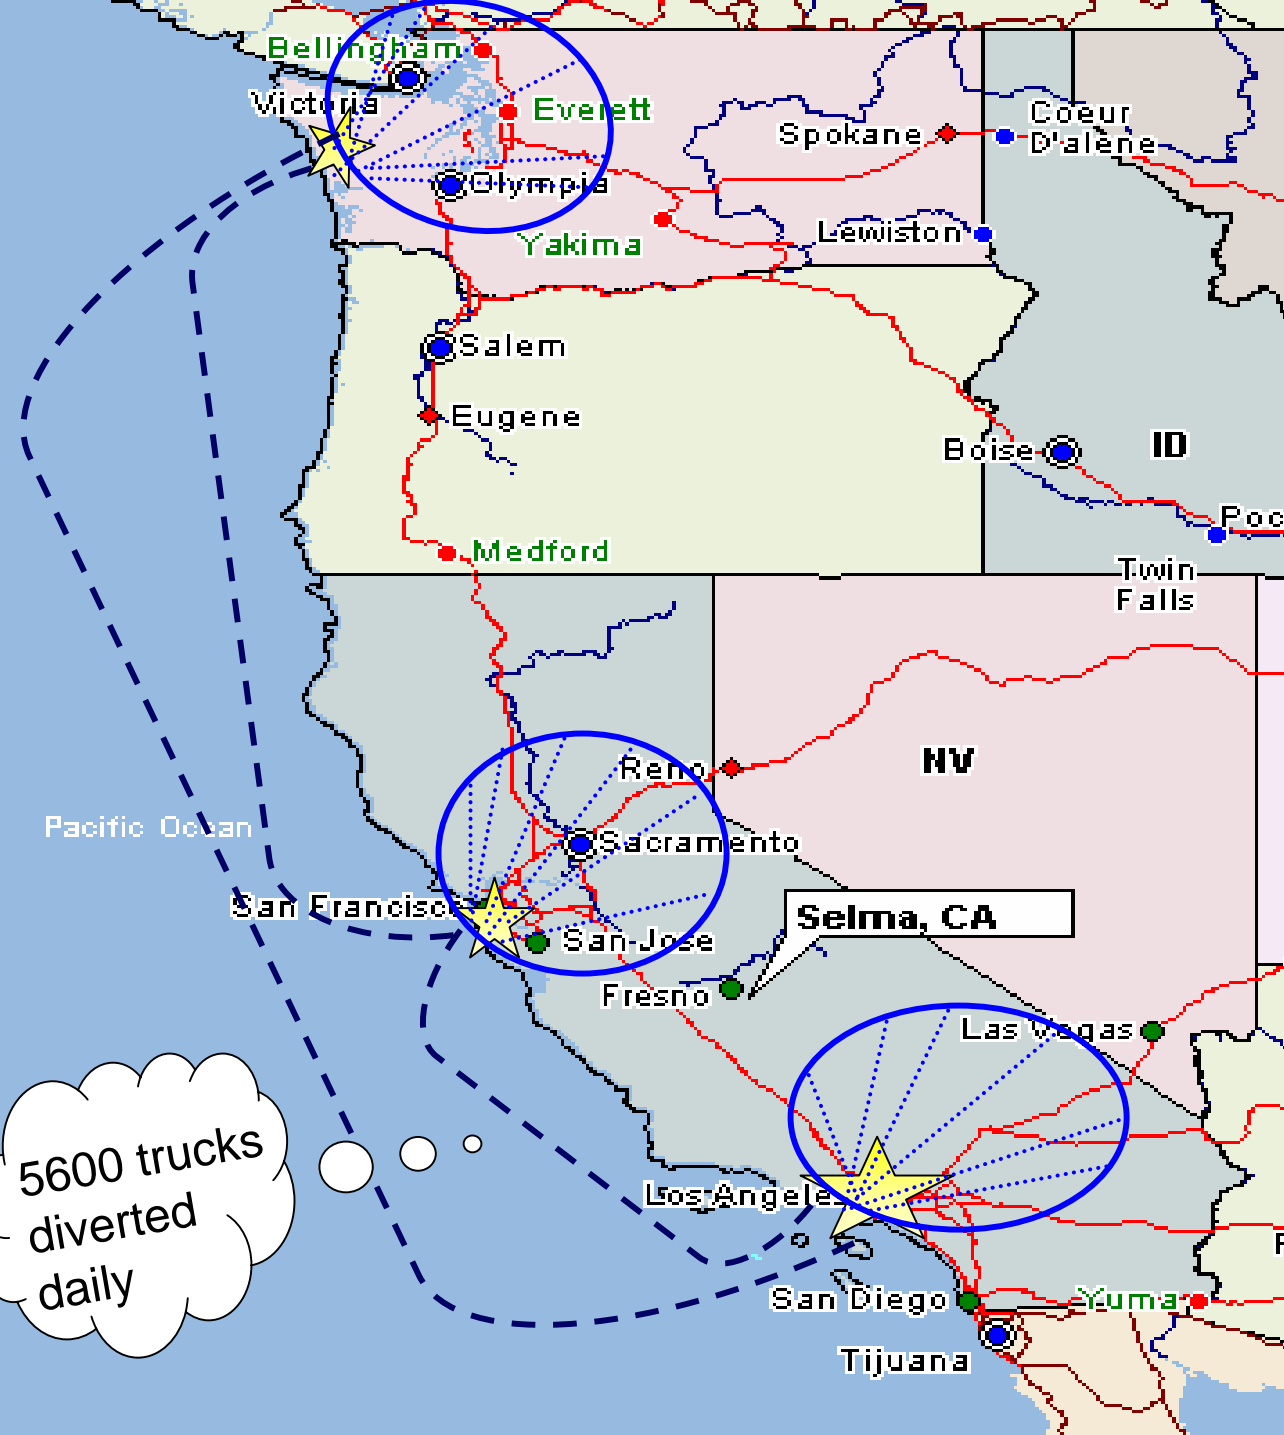 Bellingham
Victoria
Everett
Spokane
Coeur
D'alene
Olympia
Yakima
Lewiston
Salem
Eugene
Boise
ID
Poc
Medford
Twin
Falls
Reno
NV
Pacific Ocean
Sacramento
San Francisco
Selma, CA
San Jose
Fresno
Las Vegas
5600 trucks
diverted
daily
Los Angeles
San Diego
Yuma
Tijuana